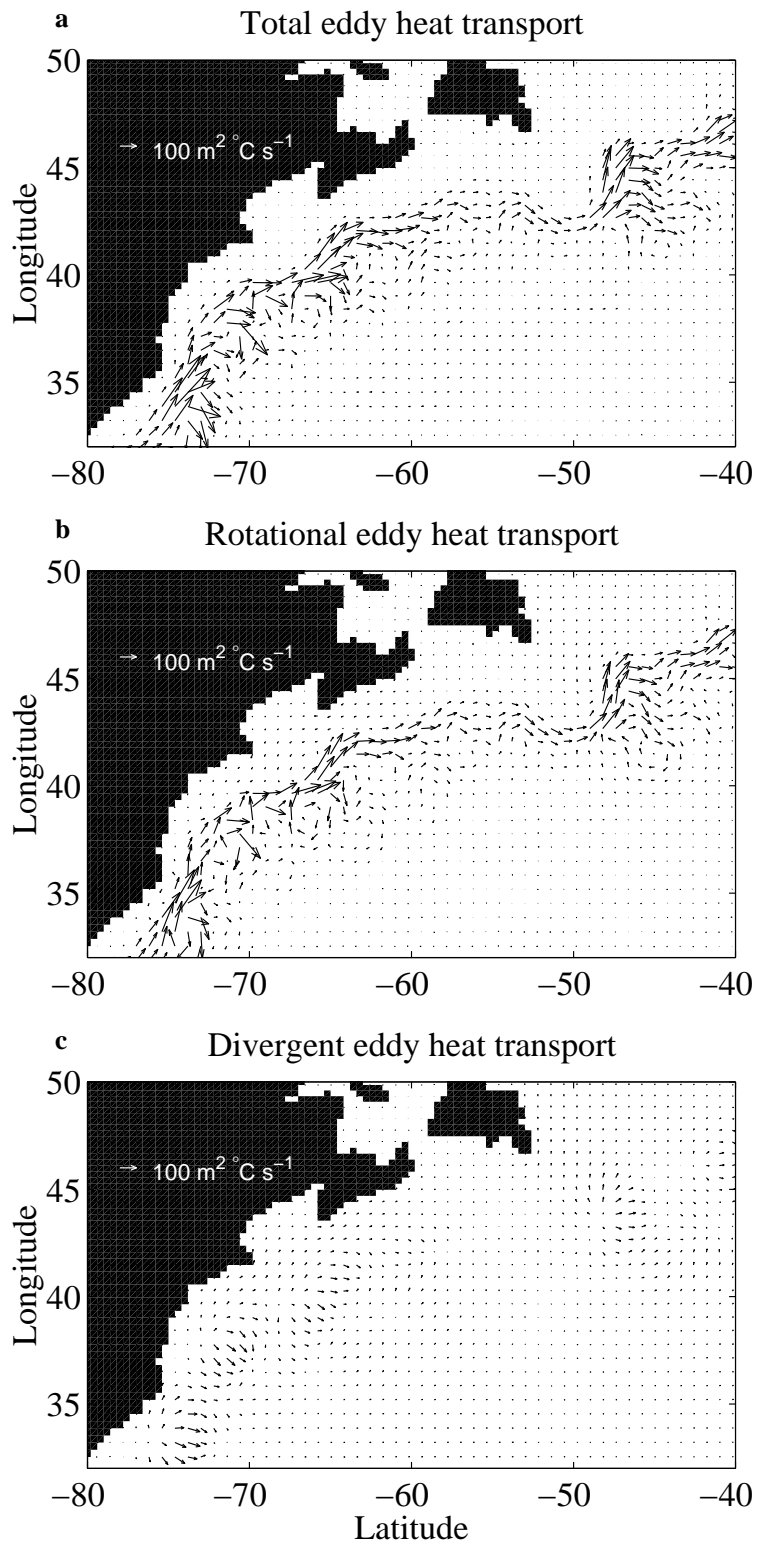 a Total eddy heat transport
50
45
40
35
Longitude
100 m² °C s⁻¹
−80 −70 −60 −50 −40
b Rotational eddy heat transport
50
45
40
35
Longitude
100 m² °C s⁻¹
−80 −70 −60 −50 −40
c Divergent eddy heat transport
50
45
40
35
Longitude
100 m² °C s⁻¹
−80 −70 −60 −50 −40
Latitude